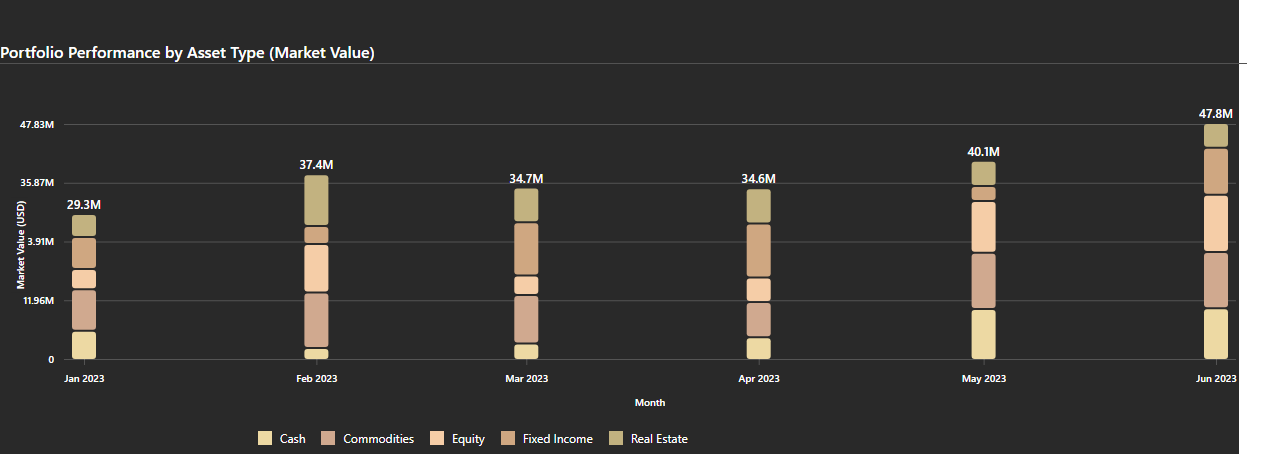 Portfolio Performance by Asset Type (Market Value)
47.83M
35.87M
3.91M
11.96M
0
Market Value (USD)
29.3M
37.4M
34.7M
34.6M
40.1M
47.8M
Jan 2023
Feb 2023
Mar 2023
Apr 2023
May 2023
Jun 2023
Month
Cash
Commodities
Equity
Fixed Income
Real Estate